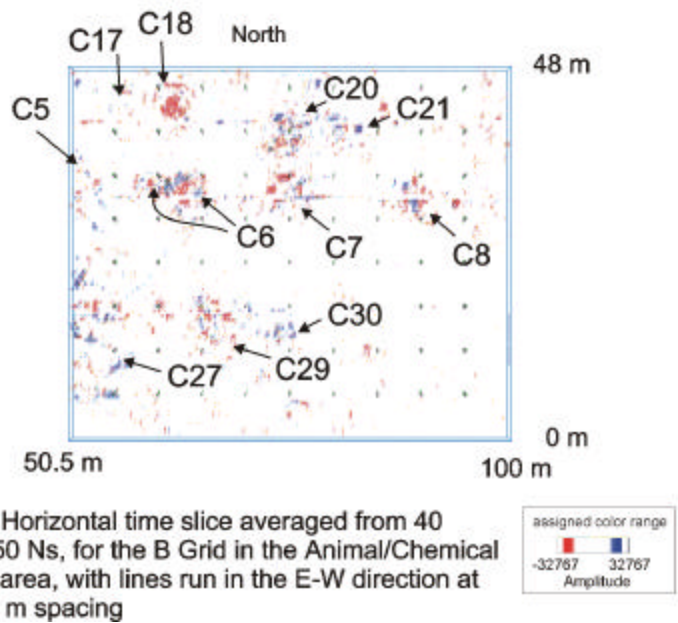 C18
C17
North
48 m
C20
C21
C5
C6
C7
C8
C30
C29
C27
0 m
50.5 m
100 m
Horizontal time slice averaged from 40
50 Ns, for the B Grid in the Animal/Chemical
area, with lines run in the E-W direction at
m spacing
assigned color range
-32767 32767
Amplitude